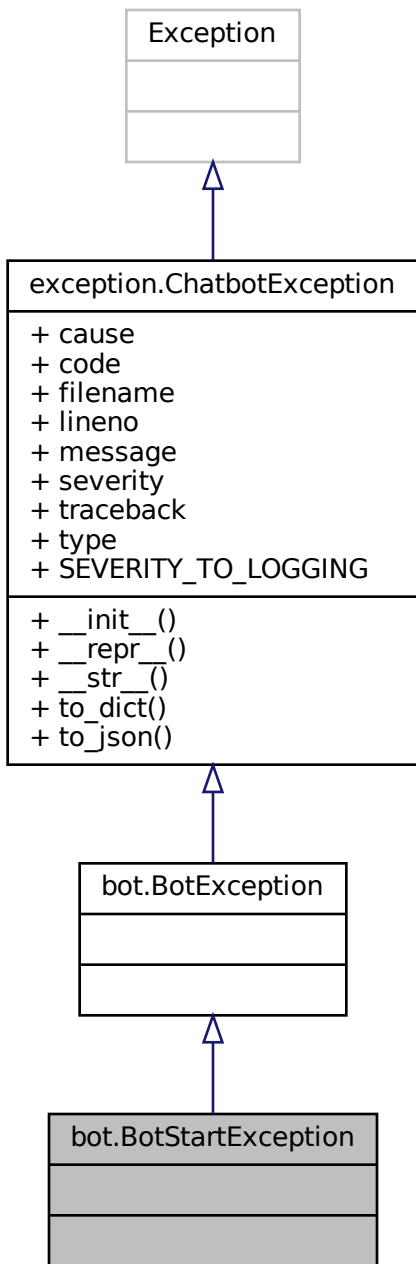 Exception
exception.ChatbotException
+ cause
+ code
+ filename
+ lineno
+ message
+ severity
+ traceback
+ type
+ SEVERITY_TO_LOGGING
+ __init__()
+ __repr__()
+ __str__()
+ to_dict()
+ to_json()
bot.BotException
bot.BotStartException